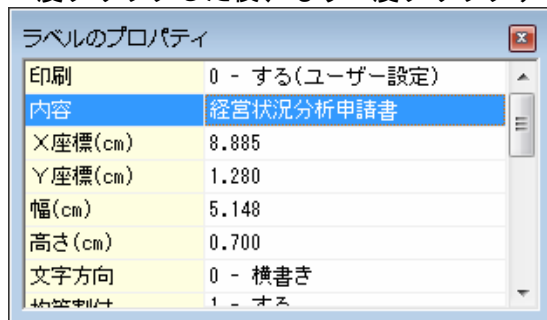 ラベルのプロパティ
印刷 0 - する(ユーザー設定)
内容 経営状況分析申請書
X座標(cm) 8.885
Y座標(cm) 1.280
幅(cm) 5.148
高さ(cm) 0.700
文字方向 0 - 横書き
1 - する